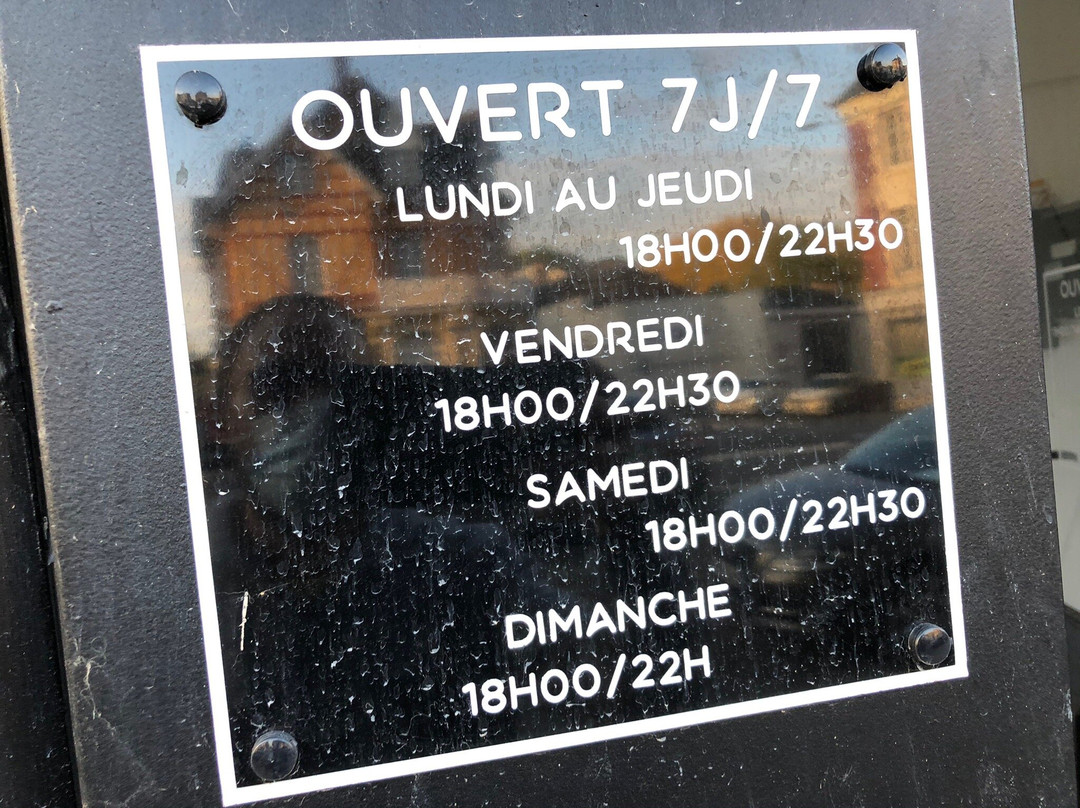 OUVERT 7J/7
LUNDI AU JEUDI
18H00/22H30
VENDREDI
18H00/22H30
SAMEDI
18H00/22H30
DIMANCHE
18H00/22H